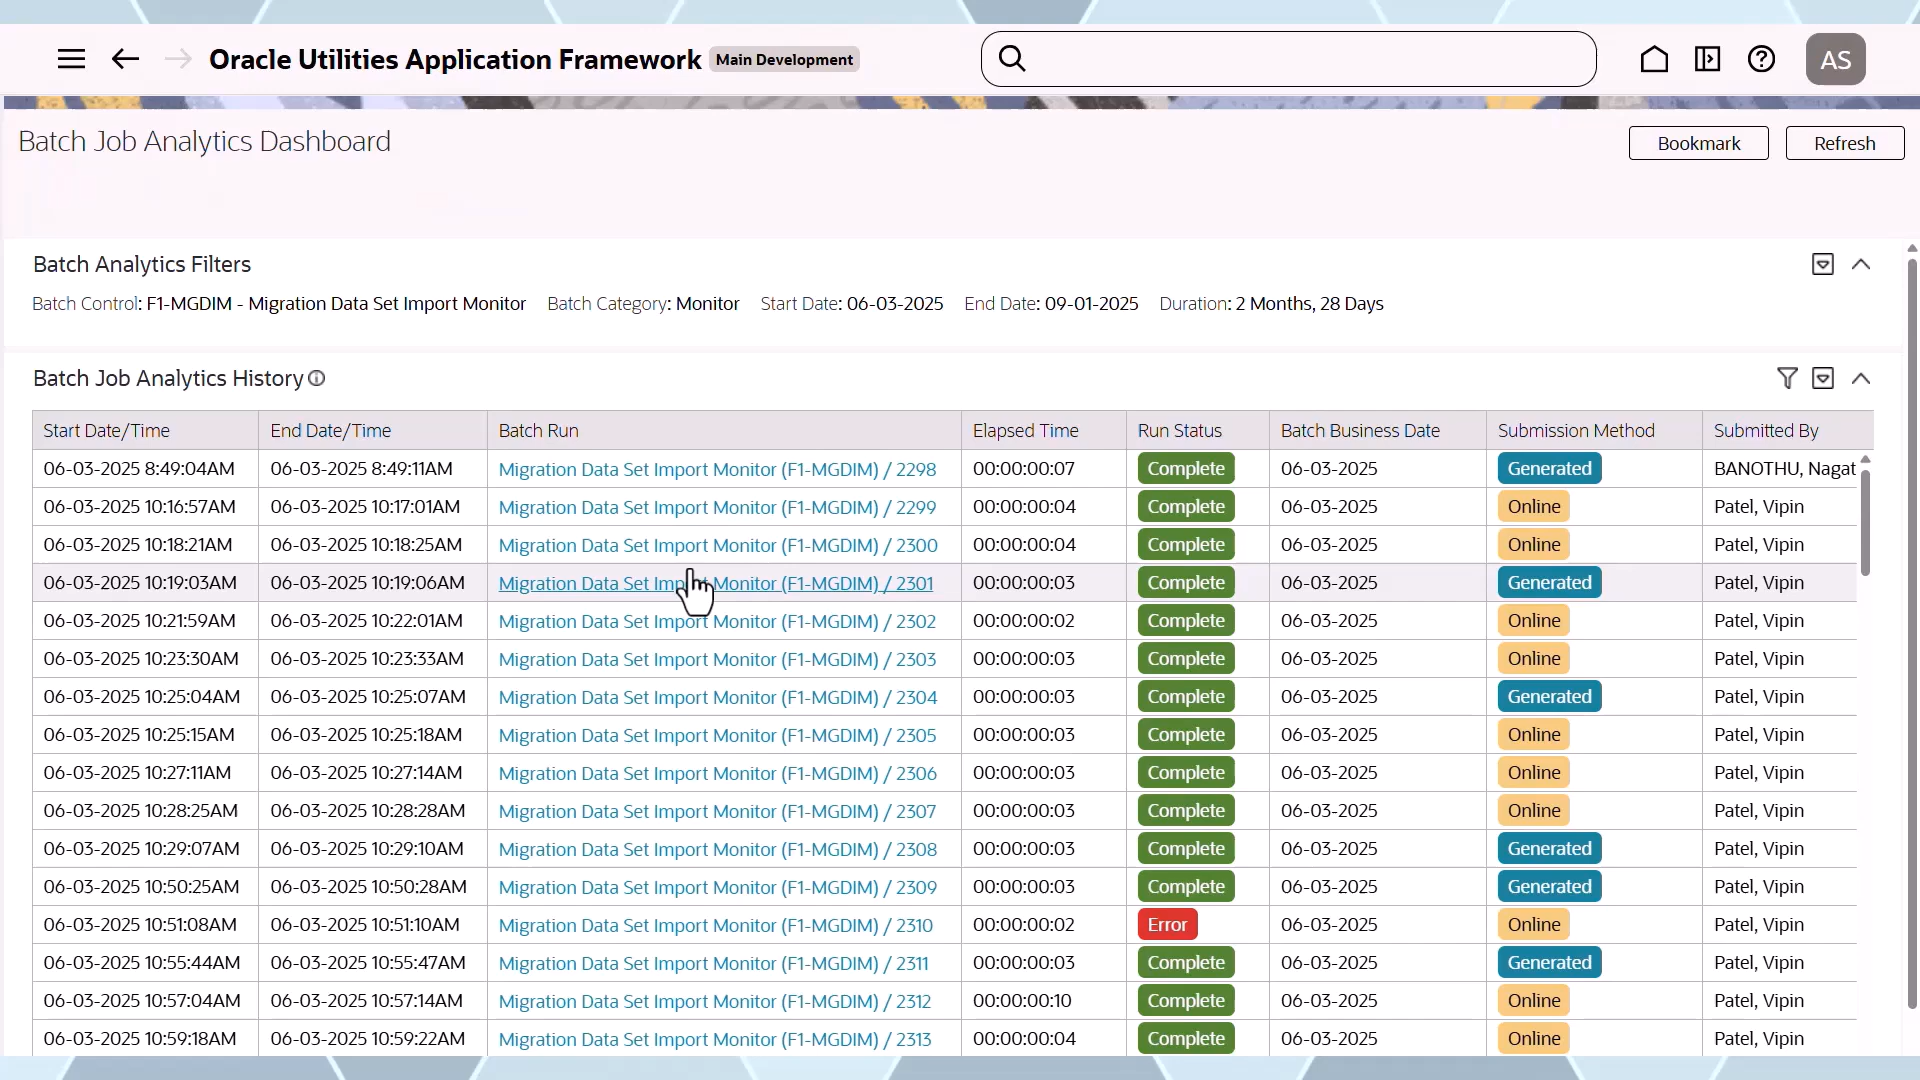 Oracle Utilities Application Framework Main Development AS
Batch Job Analytics Dashboard Bookmark Refresh
Batch Analytics Filters
Batch Control: F1-MGDIM - Migration Data Set Import Monitor Batch Category: Monitor Start Date: 06-03-2025 End Date: 09-01-2025 Duration: 2 Months, 28 Days
Batch Job Analytics History
Start Date/Time End Date/Time Batch Run Elapsed Time Run Status Batch Business Date Submission Method Submitted By
06-03-2025 8:49:04AM 06-03-2025 8:49:11AM Migration Data Set Import Monitor (F1-MGDIM) / 2298 00:00:00:07 Complete 06-03-2025 Generated BANOTHU, Nagat
06-03-2025 10:16:57AM 06-03-2025 10:17:01AM Migration Data Set Import Monitor (F1-MGDIM) / 2299 00:00:00:04 Complete 06-03-2025 Online Patel, Vipin
06-03-2025 10:18:21AM 06-03-2025 10:18:25AM Migration Data Set Import Monitor (F1-MGDIM) / 2300 00:00:00:04 Complete 06-03-2025 Online Patel, Vipin
06-03-2025 10:19:03AM 06-03-2025 10:19:06AM Migration Data Set Import Monitor (F1-MGDIM) / 2301 00:00:00:03 Complete 06-03-2025 Generated Patel, Vipin
06-03-2025 10:21:59AM 06-03-2025 10:22:01AM Migration Data Set Import Monitor (F1-MGDIM) / 2302 00:00:00:02 Complete 06-03-2025 Online Patel, Vipin
06-03-2025 10:23:30AM 06-03-2025 10:23:33AM Migration Data Set Import Monitor (F1-MGDIM) / 2303 00:00:00:03 Complete 06-03-2025 Online Patel, Vipin
06-03-2025 10:25:04AM 06-03-2025 10:25:07AM Migration Data Set Import Monitor (F1-MGDIM) / 2304 00:00:00:03 Complete 06-03-2025 Generated Patel, Vipin
06-03-2025 10:25:15AM 06-03-2025 10:25:18AM Migration Data Set Import Monitor (F1-MGDIM) / 2305 00:00:00:03 Complete 06-03-2025 Online Patel, Vipin
06-03-2025 10:27:11AM 06-03-2025 10:27:14AM Migration Data Set Import Monitor (F1-MGDIM) / 2306 00:00:00:03 Complete 06-03-2025 Online Patel, Vipin
06-03-2025 10:28:25AM 06-03-2025 10:28:28AM Migration Data Set Import Monitor (F1-MGDIM) / 2307 00:00:00:03 Complete 06-03-2025 Online Patel, Vipin
06-03-2025 10:29:07AM 06-03-2025 10:29:10AM Migration Data Set Import Monitor (F1-MGDIM) / 2308 00:00:00:03 Complete 06-03-2025 Generated Patel, Vipin
06-03-2025 10:50:25AM 06-03-2025 10:50:28AM Migration Data Set Import Monitor (F1-MGDIM) / 2309 00:00:00:03 Complete 06-03-2025 Generated Patel, Vipin
06-03-2025 10:51:08AM 06-03-2025 10:51:10AM Migration Data Set Import Monitor (F1-MGDIM) / 2310 00:00:00:02 Error 06-03-2025 Online Patel, Vipin
06-03-2025 10:55:44AM 06-03-2025 10:55:47AM Migration Data Set Import Monitor (F1-MGDIM) / 2311 00:00:00:03 Complete 06-03-2025 Generated Patel, Vipin
06-03-2025 10:57:04AM 06-03-2025 10:57:14AM Migration Data Set Import Monitor (F1-MGDIM) / 2312 00:00:00:10 Complete 06-03-2025 Online Patel, Vipin
06-03-2025 10:59:18AM 06-03-2025 10:59:22AM Migration Data Set Import Monitor (F1-MGDIM) / 2313 00:00:00:04 Complete 06-03-2025 Online Patel, Vipin